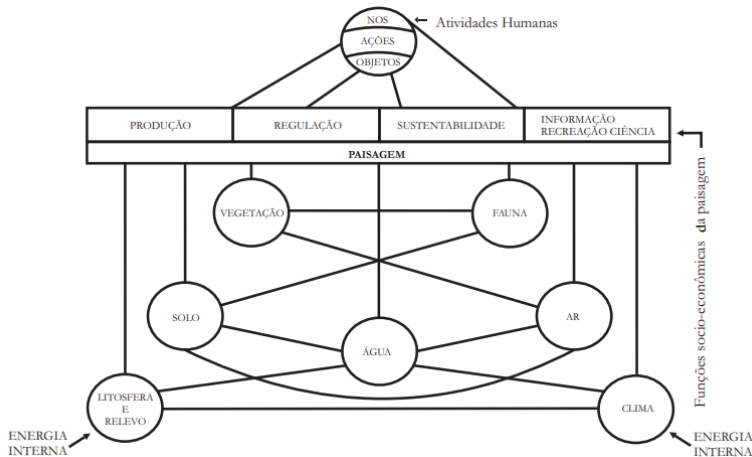 NOS
Atividades Humanas
AÇÕES
OBJETOS
PRODUÇÃO
REGULAÇÃO
SUSTENTABILIDADE
INFORMAÇÃO
RECREAÇÃO CIÊNCIA
PAISAGEM
Funções socio-econômicas da paisagem
VEGETAÇÃO
FAUNA
SOLO
AR
ÁGUA
LITOSFERA
E
RELEVO
CLIMA
ENERGIA
INTERNA
ENERGIA
INTERNA